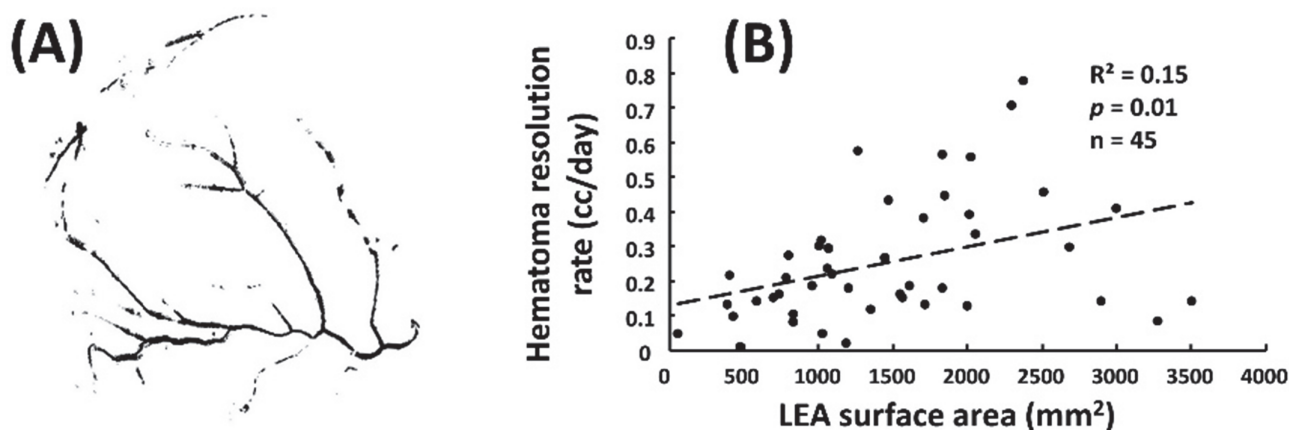 (A)
(B)
Hematoma resolution
rate (cc/day)
0.9
0.8
0.7
0.6
0.5
0.4
0.3
0.2
0.1
0
R² = 0.15
p = 0.01
n = 45
0 500 1000 1500 2000 2500 3000 3500 4000
LEA surface area (mm²)